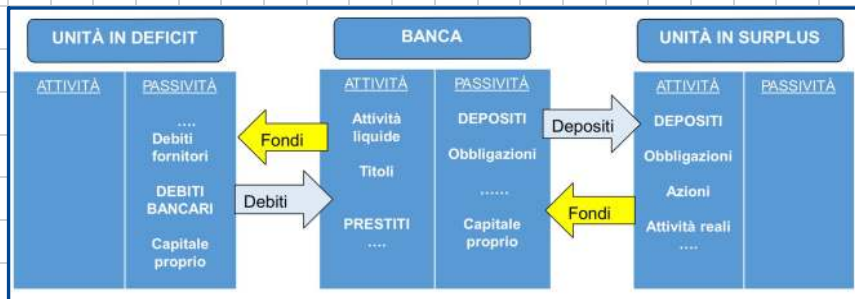 UNITÀ IN DEFICIT
ATTIVITÀ
PASSIVITÀ
....
Debiti
fornitori
DEBITI
BANCARI
Capitale
proprio
Fondi
Debiti
BANCA
ATTIVITÀ
Attività
liquide
Titoli
PRESTITI
....
PASSIVITÀ
DEPOSITI
Obbligazioni
......
Capitale
proprio
Depositi
Fondi
UNITÀ IN SURPLUS
ATTIVITÀ
DEPOSITI
Obbligazioni
Azioni
Attività reali
....
PASSIVITÀ